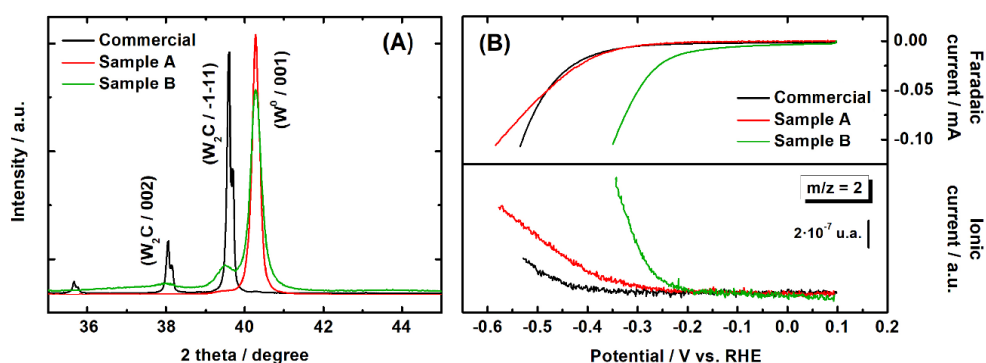 (A)
Commercial
Sample A
Sample B
(W₂C / 002)
(W₂C / -1-11)
(W⁰ / 001)
Intensity / a.u.
36
38
40
42
44
2 theta / degree
(B)
Commercial
Sample A
Sample B
0.00
-0.05
-0.10
Faradaic
current / mA
m/z = 2
2·10⁻⁷ u.a.
Ionic
current / a.u.
-0.6
-0.5
-0.4
-0.3
-0.2
-0.1
0.0
0.1
0.2
Potential / V vs. RHE